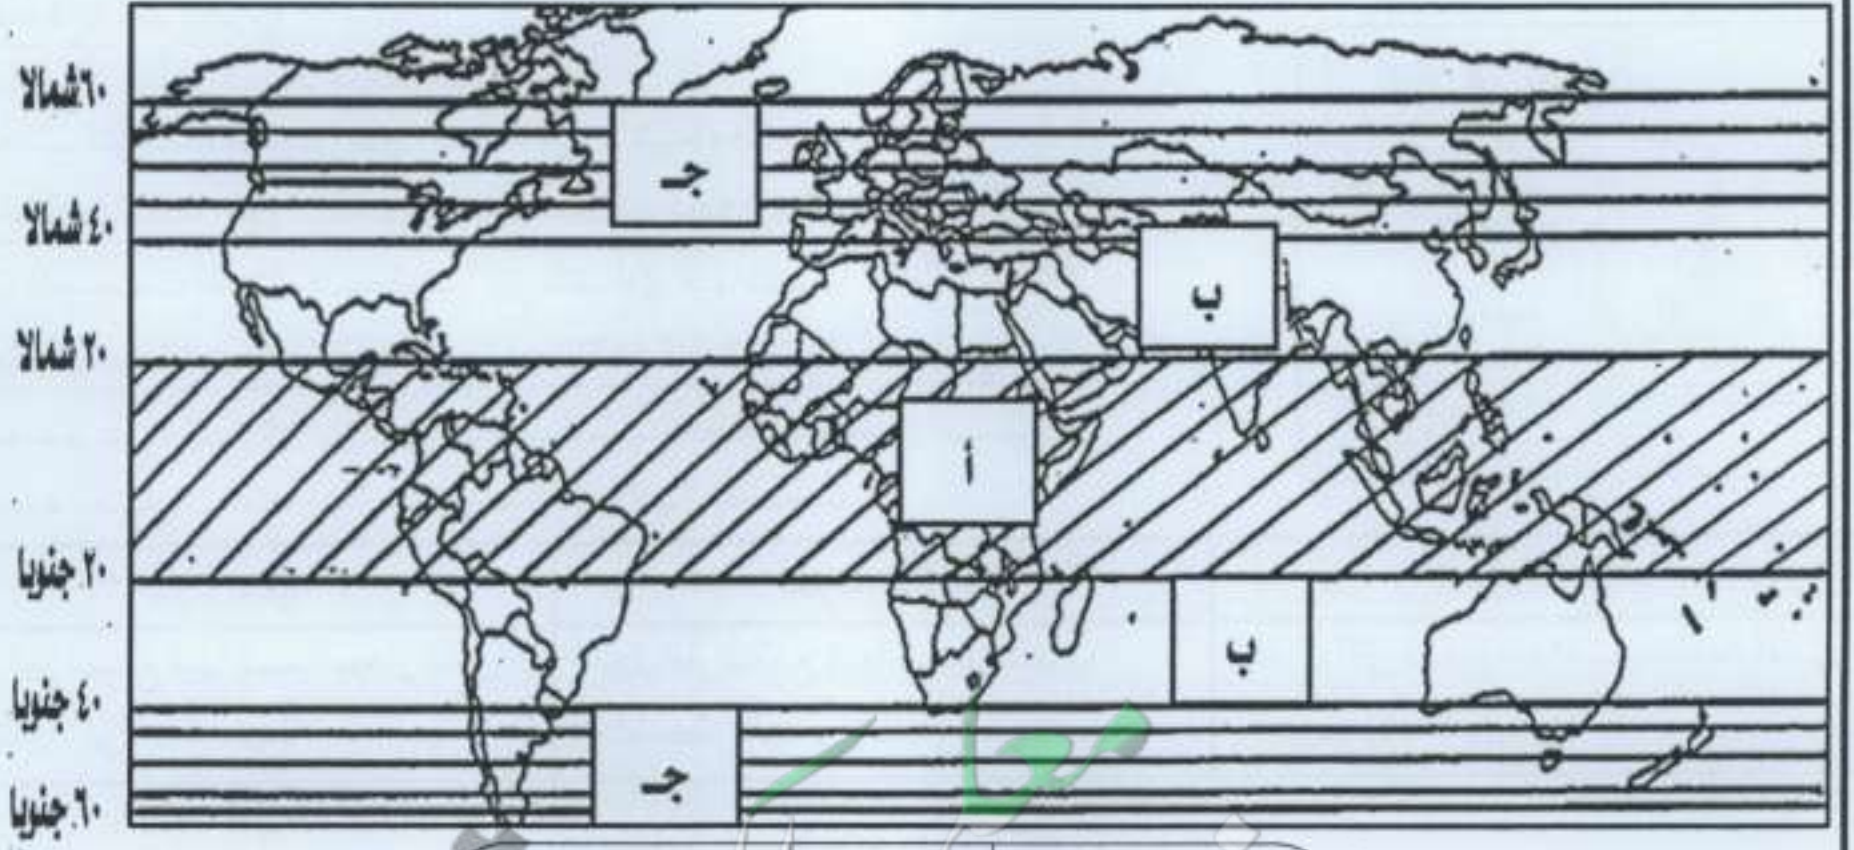 ٦٠ شمالا
جـ
٤٠ شمالا
ب
٢٠ شمالا
أ
٢٠ جنوبا
ب
٤٠ جنوبا
جـ
٦٠ جنوبا